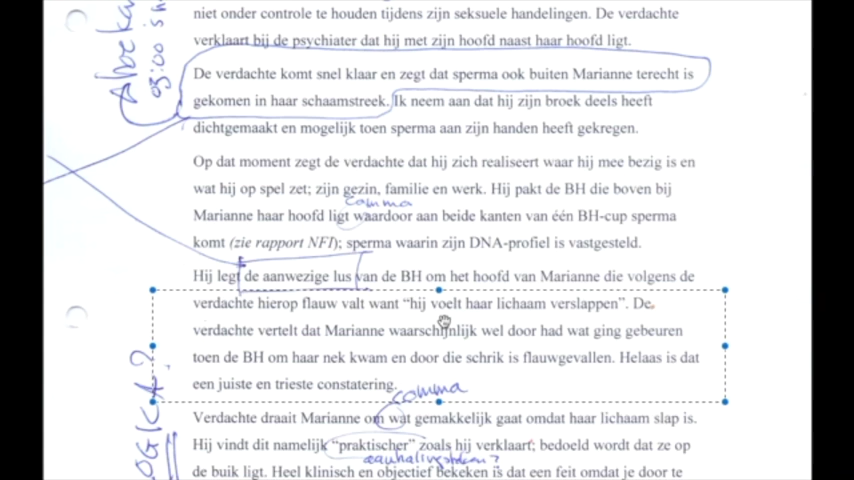 niet onder controle te houden tijdens zijn seksuele handelingen. De verdachte
verklaart bij de psychiater dat hij met zijn hoofd naast haar hoofd ligt.
03:00
De verdachte komt snel klaar en zegt dat sperma ook buiten Marianne terecht is
gekomen in haar schaamstreek. Ik neem aan dat hij zijn broek deels heeft
dichtgemaakt en mogelijk toen sperma aan zijn handen heeft gekregen.
Op dat moment zegt de verdachte dat hij zich realiseert waar hij mee bezig is en
wat hij op spel zet; zijn gezin, familie en werk. Hij pakt de BH die boven bij
comma
Marianne haar hoofd ligt waardoor aan beide kanten van één BH-cup sperma
komt (zie rapport NFI); sperma waarin zijn DNA-profiel is vastgesteld.
Hij legt de aanwezige lus van de BH om het hoofd van Marianne die volgens de
verdachte hierop flauw valt want “hij voelt haar lichaam verslappen”. De
verdachte vertelt dat Marianne waarschijnlijk wel door had wat ging gebeuren
toen de BH om haar nek kwam en door die schrik is flauwgevallen. Helaas is dat
een juiste en trieste constatering.
comma
Verdachte draait Marianne om wat gemakkelijk gaat omdat haar lichaam slap is.
Hij vindt dit namelijk “praktischer” zoals hij verklaart; bedoeld wordt dat ze op
aanhalingsteken?
de buik ligt. Heel klinisch en objectief bekeken is dat een feit omdat je door te